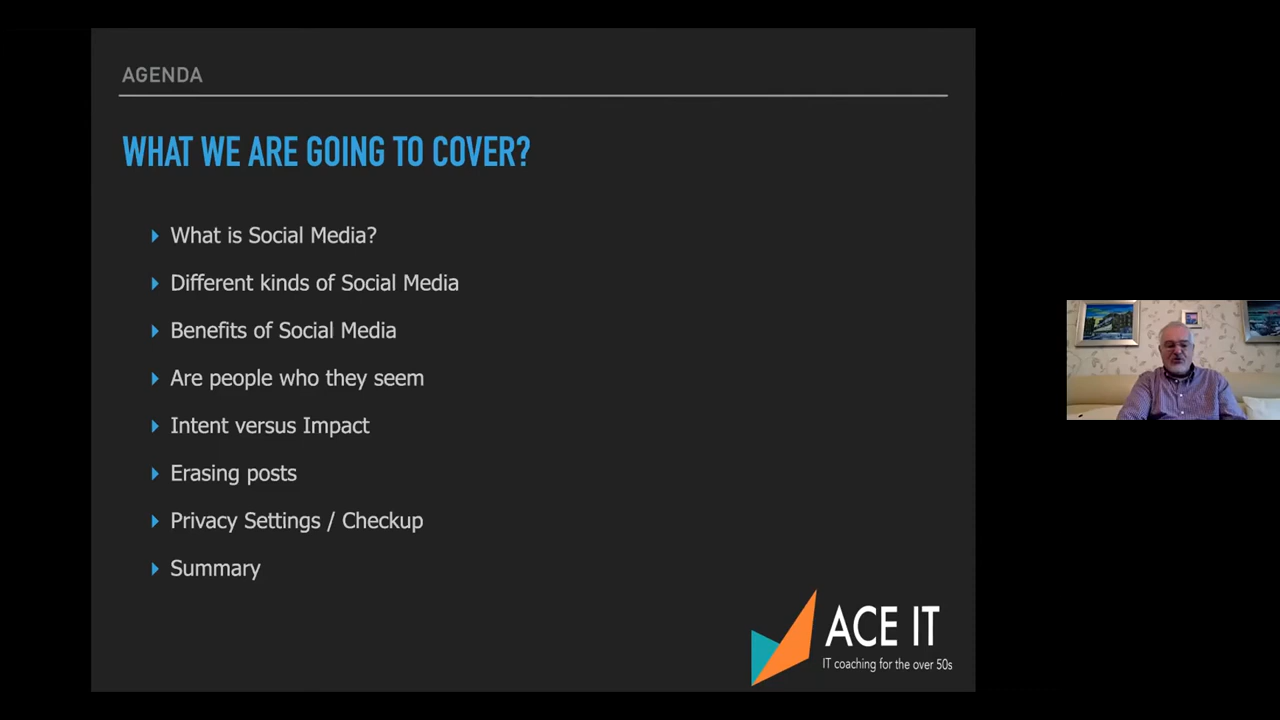 AGENDA
WHAT WE ARE GOING TO COVER?
What is Social Media?
Different kinds of Social Media
Benefits of Social Media
Are people who they seem
Intent versus Impact
Erasing posts
Privacy Settings / Checkup
Summary
ACE IT
IT coaching for the over 50s